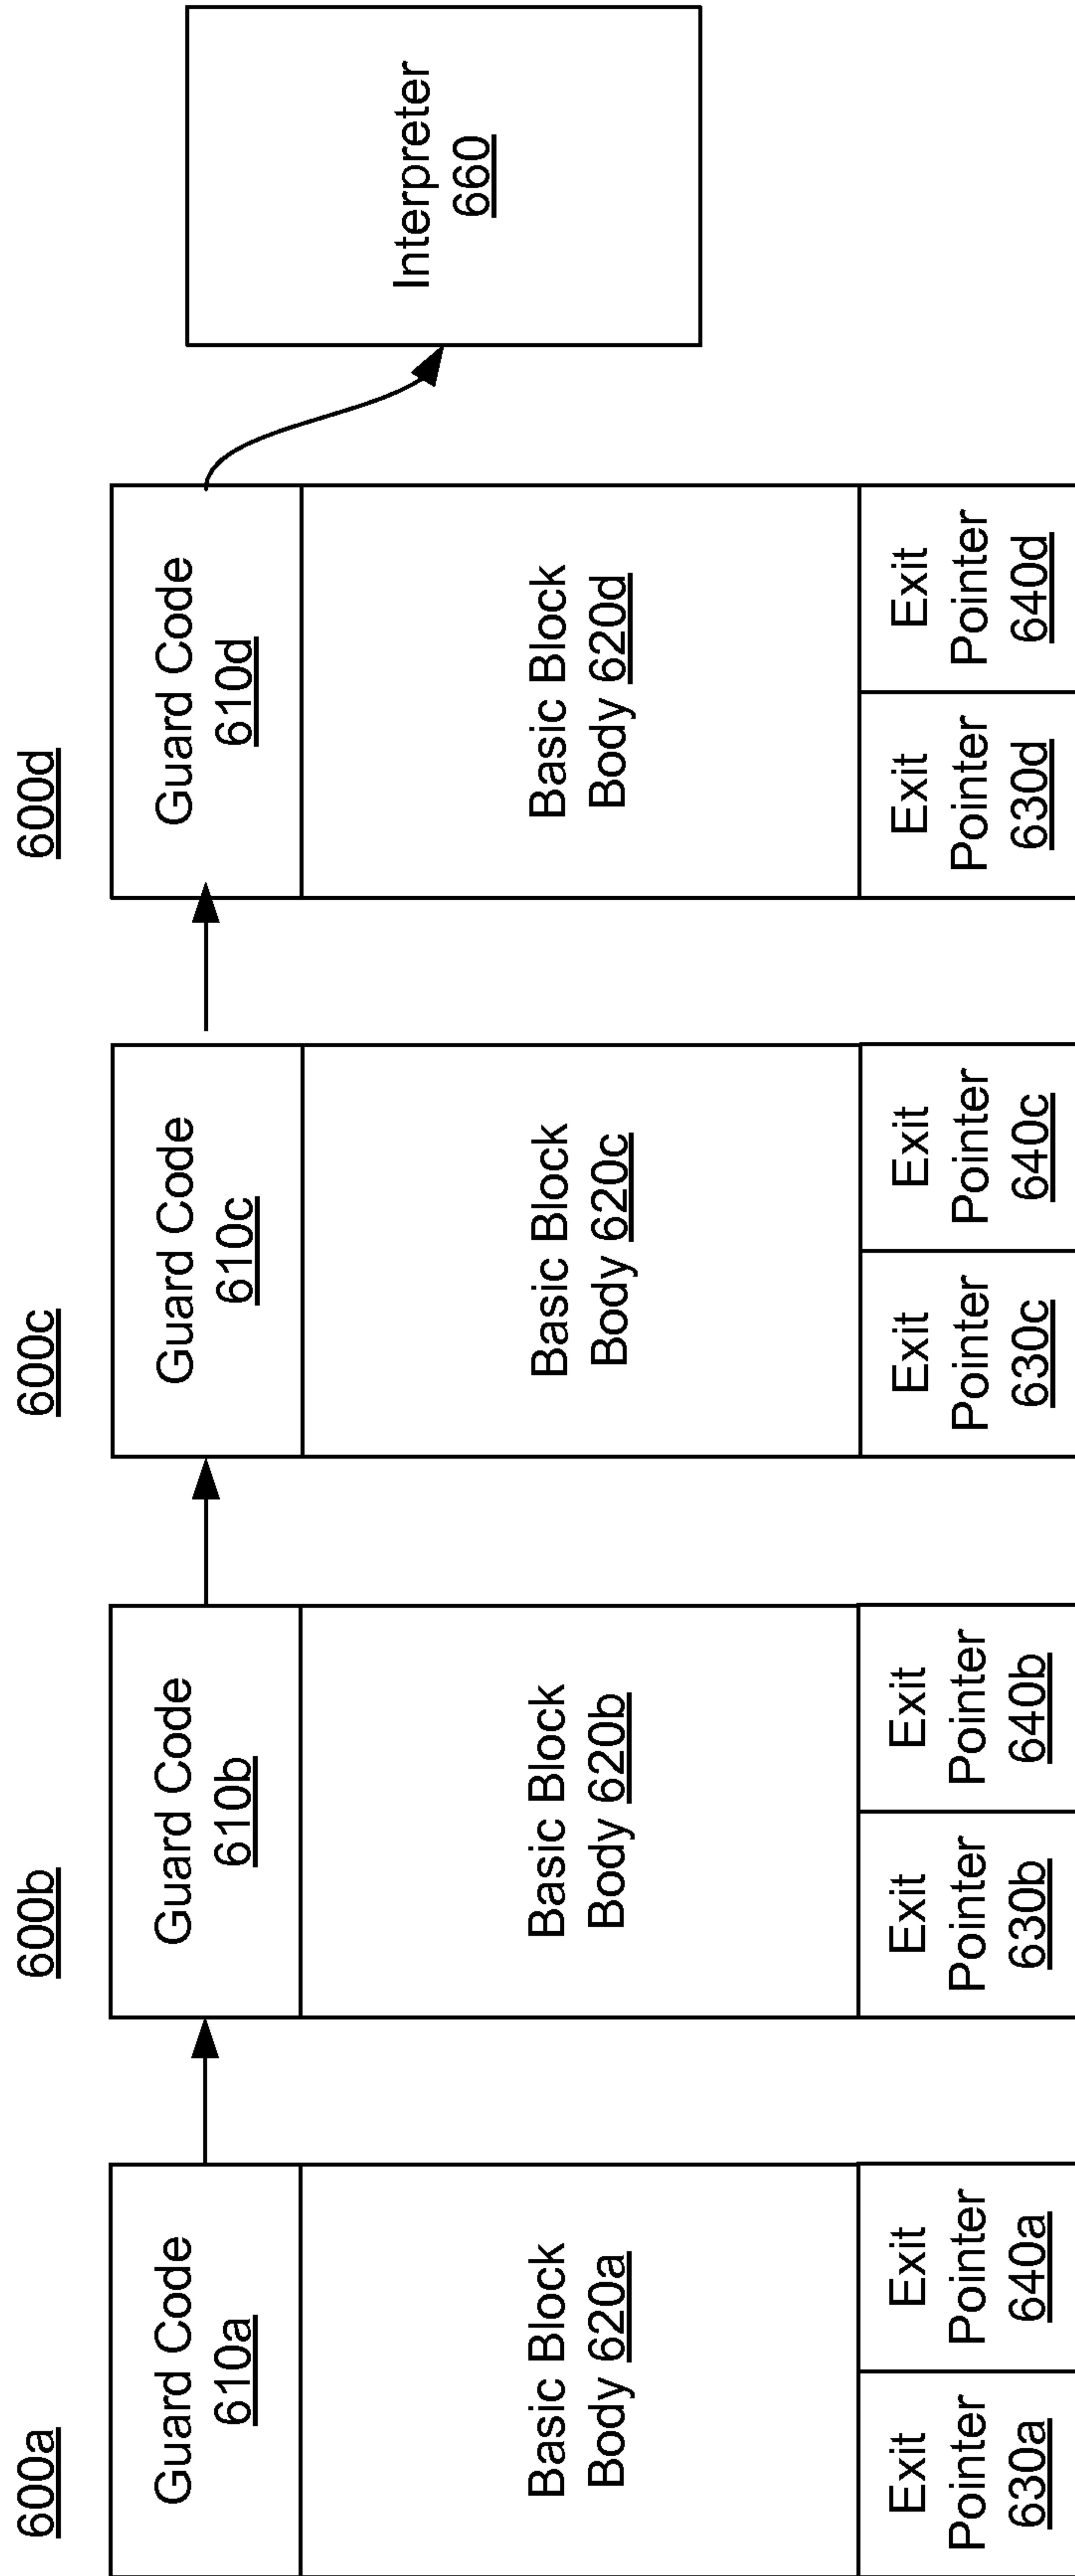 600a
Guard Code
610a
Basic Block
Body 620a
Exit
Pointer
630a
Exit
Pointer
640a
600b
Guard Code
610b
Basic Block
Body 620b
Exit
Pointer
630b
Exit
Pointer
640b
600c
Guard Code
610c
Basic Block
Body 620c
Exit
Pointer
630c
Exit
Pointer
640c
600d
Guard Code
610d
Basic Block
Body 620d
Exit
Pointer
630d
Exit
Pointer
640d
Interpreter
660